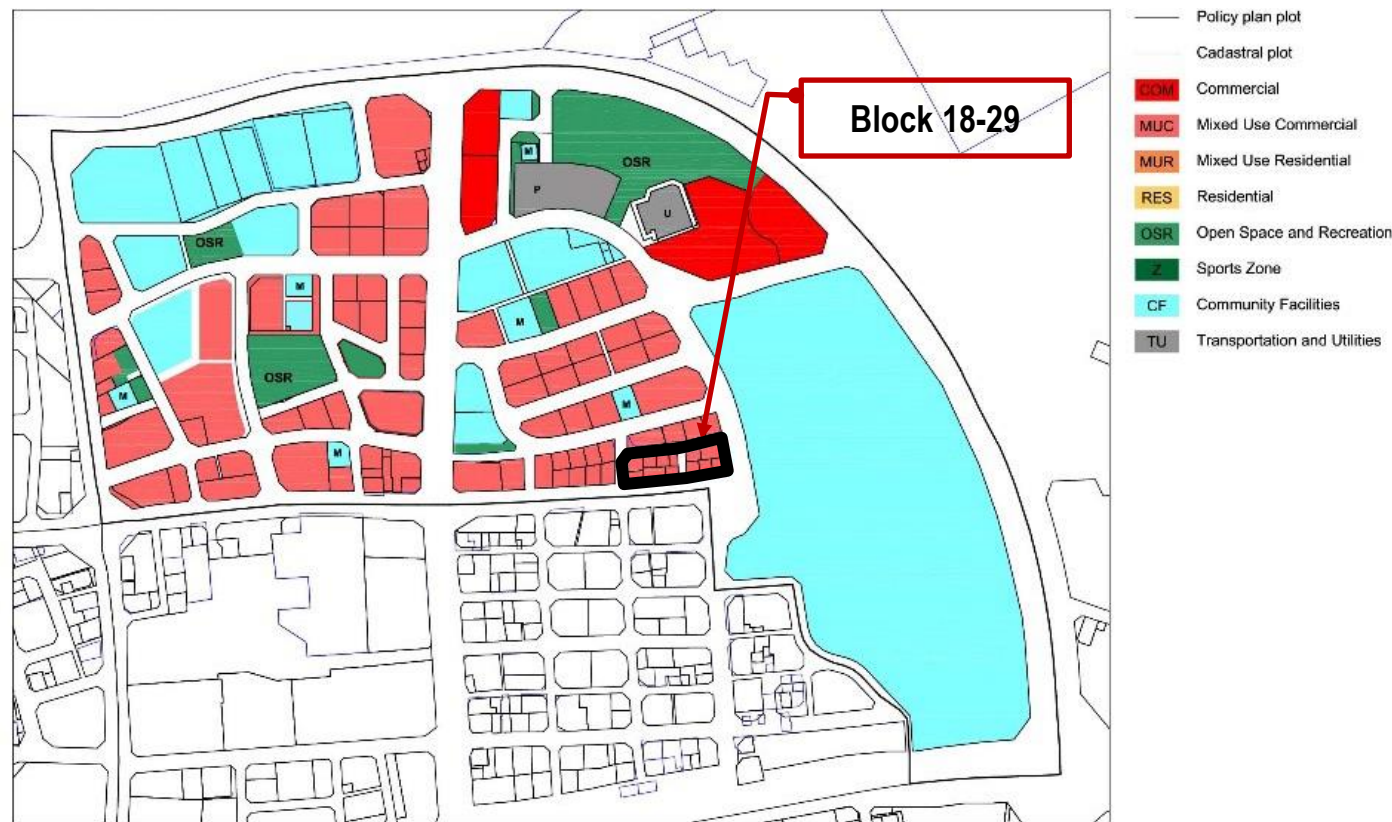 Block 18-29
OSR
M
P
U
OSR
M
M
OSR
M
M
M
Policy plan plot
Cadastral plot
COM Commercial
MUC Mixed Use Commercial
MUR Mixed Use Residential
RES Residential
OSR Open Space and Recreation
Z Sports Zone
CF Community Facilities
TU Transportation and Utilities